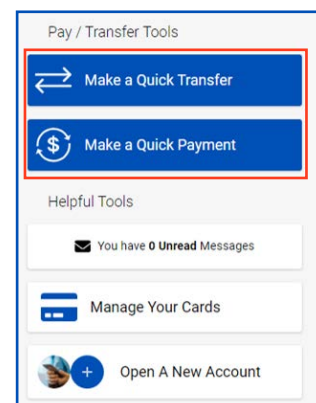 Pay / Transfer Tools
Make a Quick Transfer
$ Make a Quick Payment
Helpful Tools
You have 0 Unread Messages
Manage Your Cards
+ Open A New Account